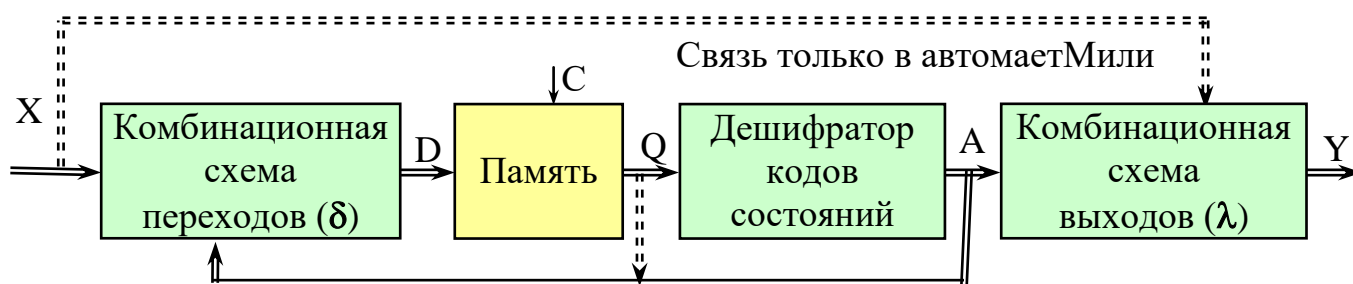 Связь только в автомаетМили
X
Комбинационная
схема
переходов (δ)
D
C
Память
Q
Дешифратор
кодов
состояний
A
Комбинационная
схема
выходов (λ)
Y